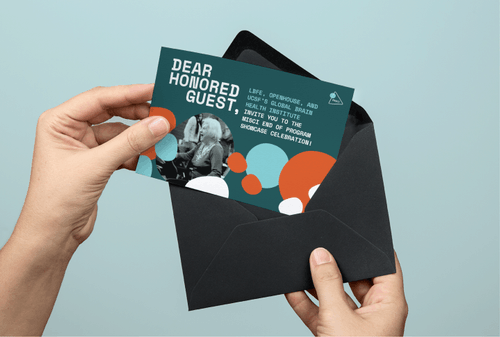 DEAR
HONORED
GUEST,
LBFE, OPENHOUSE, AND
UCSF'S GLOBAL BRAIN
HEALTH INSTITUTE
INVITE YOU TO THE
MISCI END OF PROGRAM
SHOWCASE CELEBRATION!